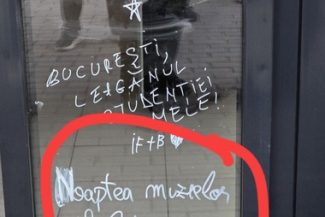 BUCUREȘTI,
LEAGĂNUL
STUDENȚIEI
MELE!
iF+B
Noaptea muzeelor